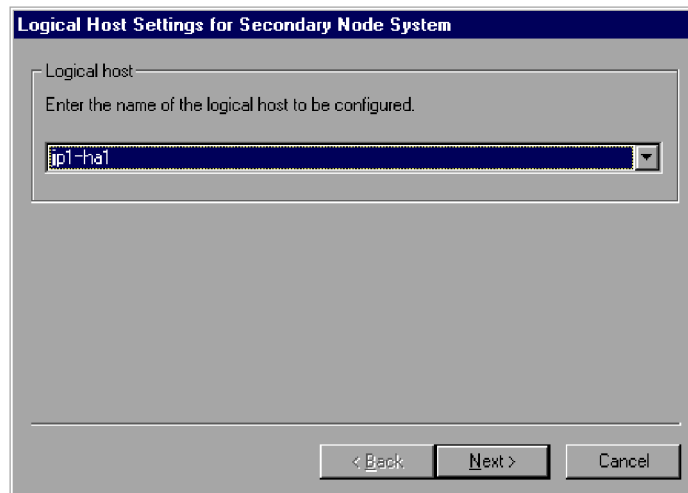 Logical Host Settings for Secondary Node System
Logical host
Enter the name of the logical host to be configured.
jp1-ha1
< Back
Next >
Cancel